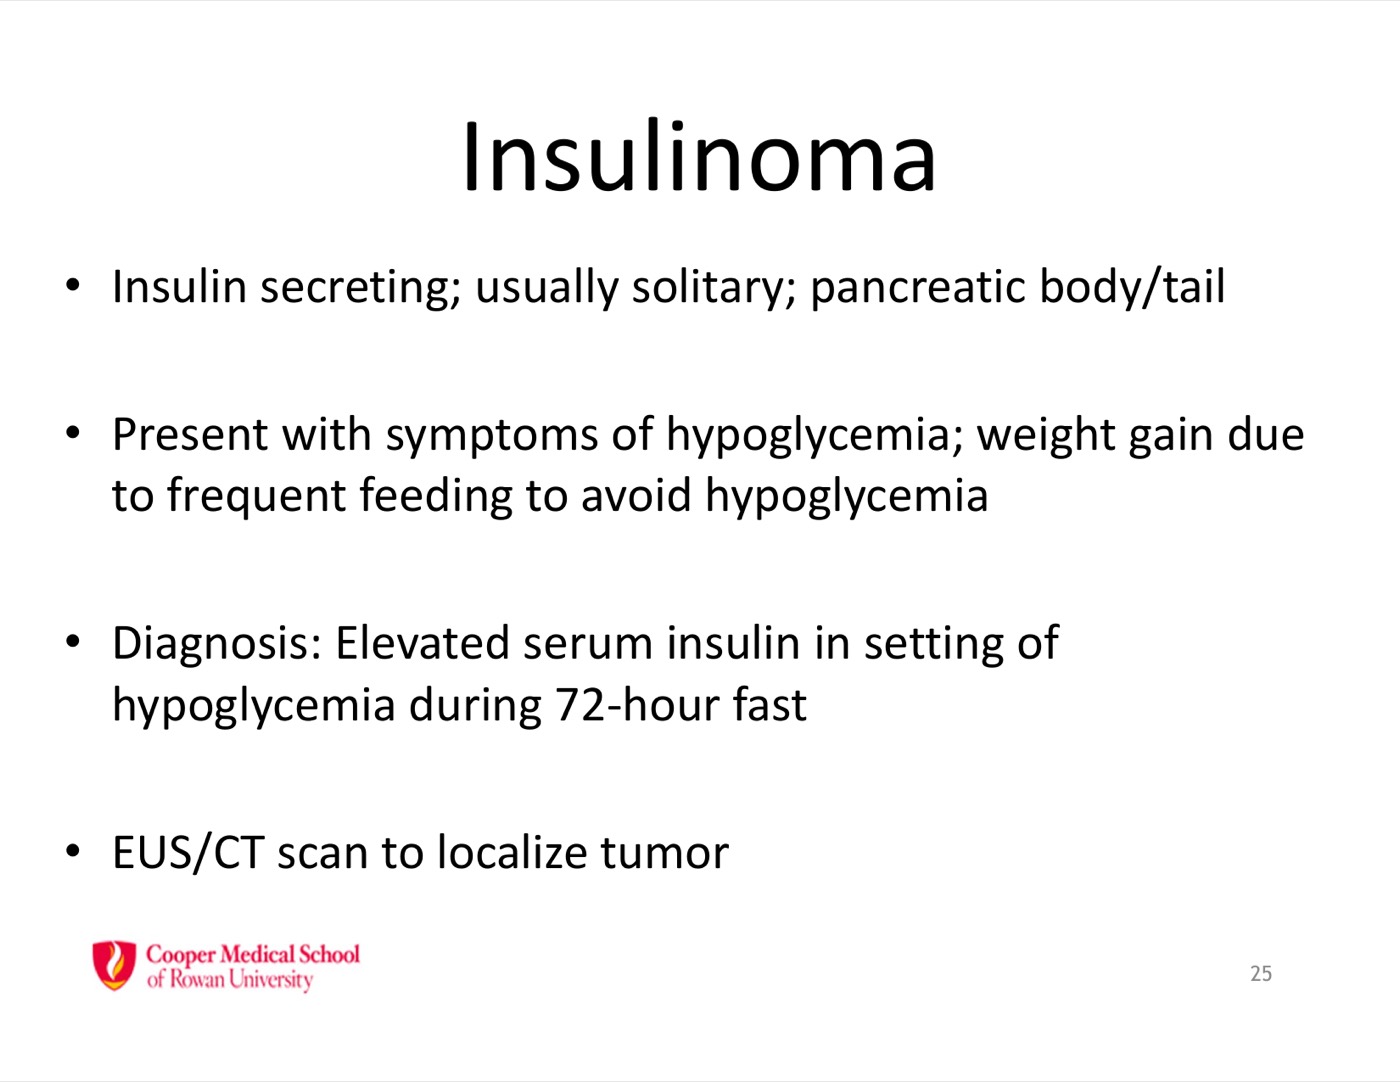 Insulinoma
• Insulin secreting; usually solitary; pancreatic body/tail
• Present with symptoms of hypoglycemia; weight gain due
to frequent feeding to avoid hypoglycemia
• Diagnosis: Elevated serum insulin in setting of
hypoglycemia during 72-hour fast
• EUS/CT scan to localize tumor
Cooper Medical School
of Rowan University
25